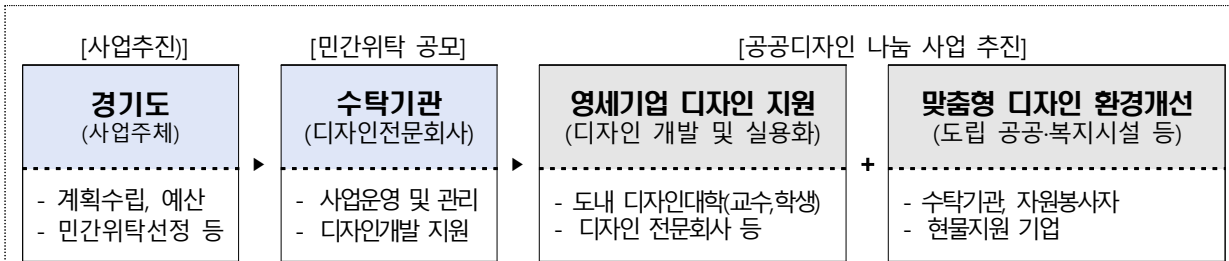 [사업추진)] [민간위탁 공모] [공공디자인 나눔 사업 추진]
경기도
(사업주체)
- 계획수립, 예산
- 민간위탁선정 등
▶
수탁기관
(디자인전문회사)
- 사업운영 및 관리
- 디자인개발 지원
▶
영세기업 디자인 지원
(디자인 개발 및 실용화)
- 도내 디자인대학(교수,학생)
- 디자인 전문회사 등
+
맞춤형 디자인 환경개선
(도립 공공·복지시설 등)
- 수탁기관, 자원봉사자
- 현물지원 기업